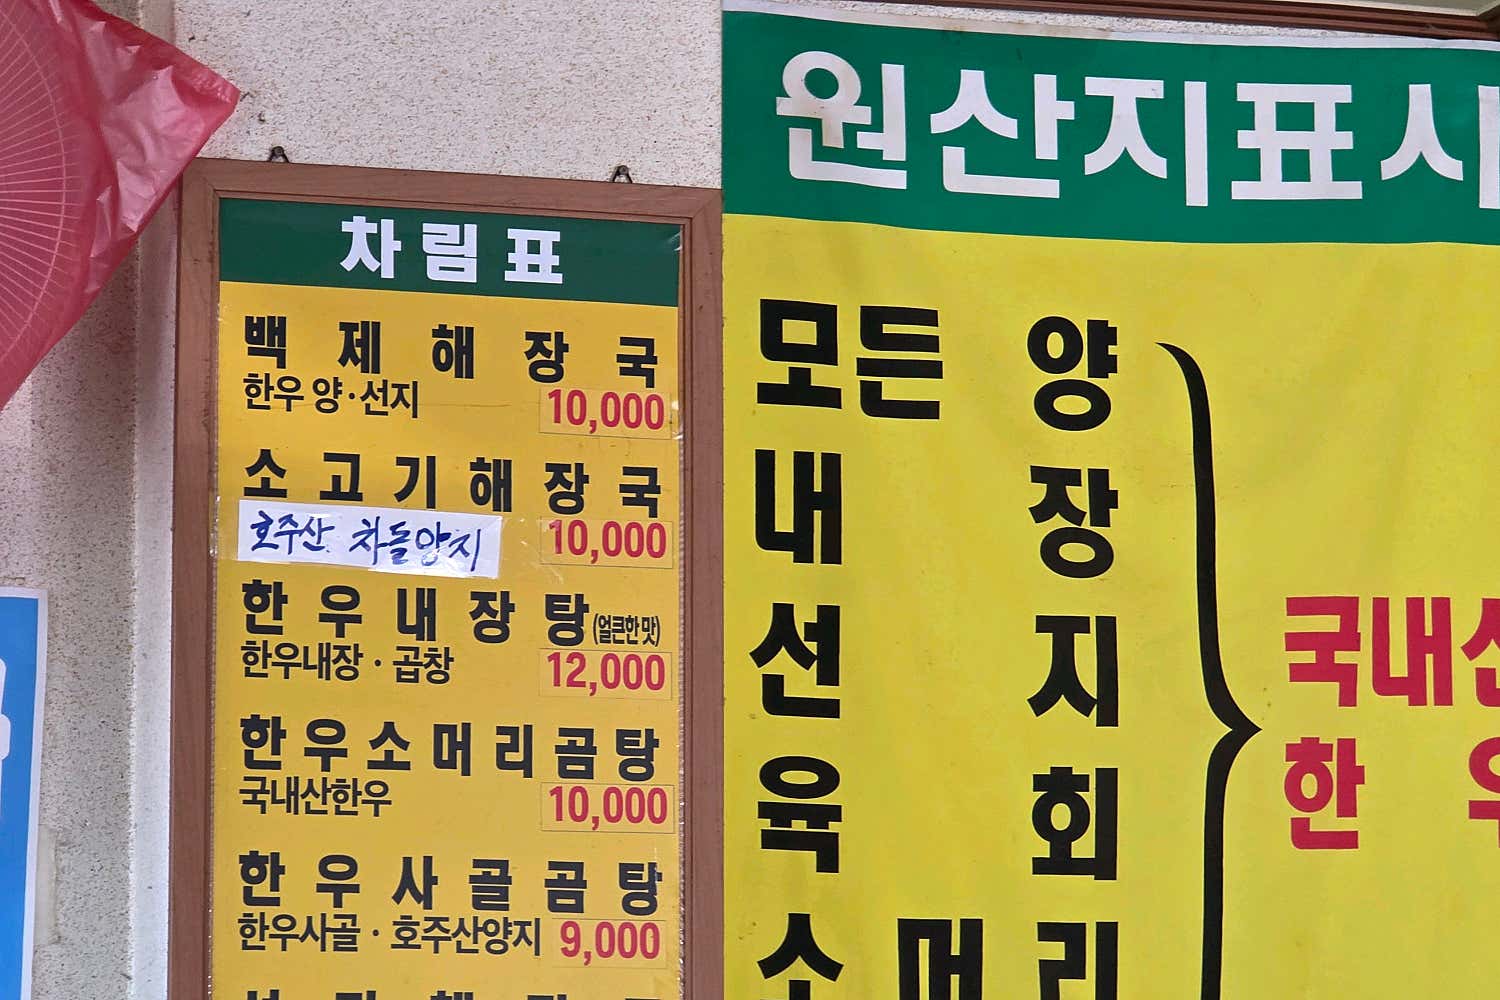 차림표
백제해장국
한우 양·선지
10,000
소고기해장국
호주산 차돌양지
10,000
한우내장탕(얼큰한 맛)
한우내장·곱창
12,000
한우소머리곰탕
국내산한우
10,000
한우사골곰탕
한우사골·호주산양지
9,000
원산지표시
모든 양
내 장
선 지
육 회
소 머 리
국내산
한우